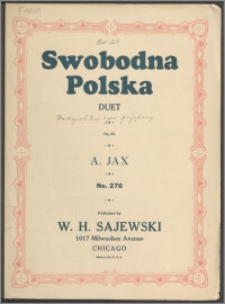 Swobodna
Polska
DUET
A. JAX
No. 276
Published by
W. H. SAJEWSKI
1017 Milwaukee Avenue
CHICAGO